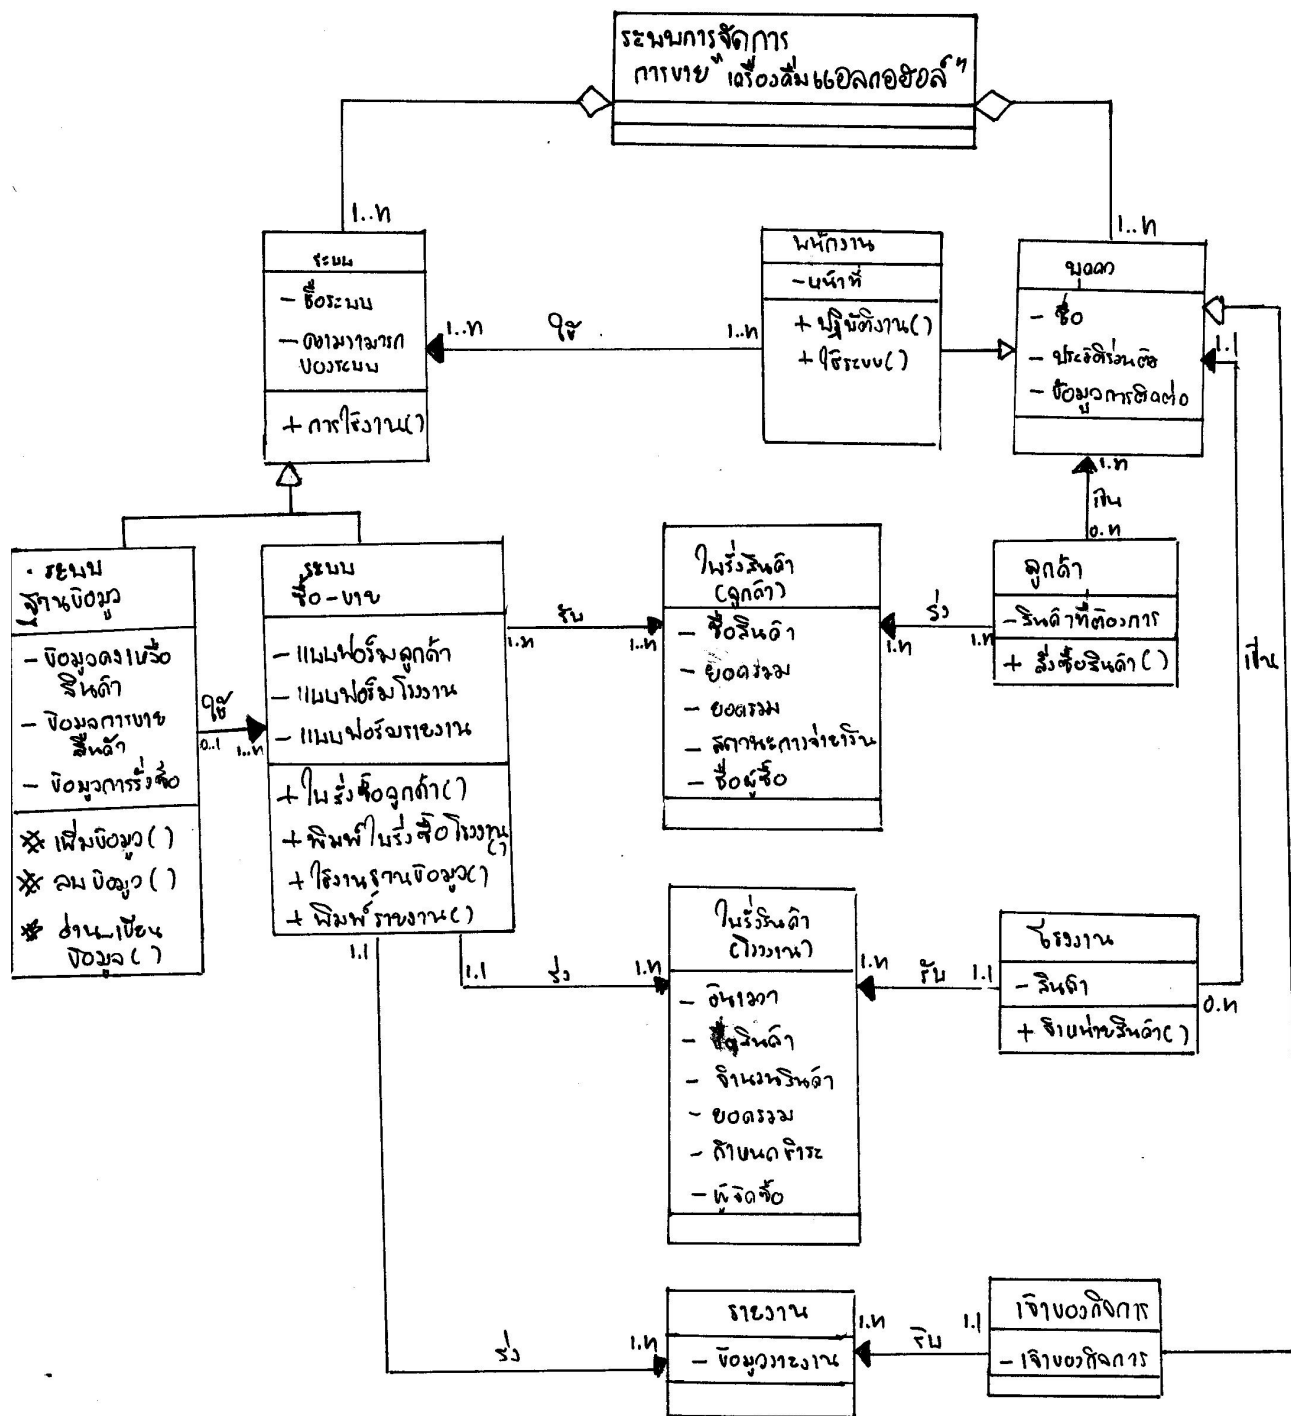 ระบบการจัดการ
การขาย "เครื่องดื่มแอลกอฮอล์"
1..n
1..n
ระบบ
- ชื่อระบบ
- ความสามารถ
ของระบบ
+ การใช้งาน()
1..n
ใช้
1..n
พนักงาน
- หน้าที่
+ ปฏิบัติงาน()
+ ใช้ระบบ()
บุคคล
- ชื่อ
- ประวัติส่วนตัว
- ข้อมูลการติดต่อ
1..1
1..n
เป็น
0..n
ระบบ
ฐานข้อมูล
- ข้อมูลคงเหลือ
สินค้า
- ข้อมูลการขาย
สินค้า
- ข้อมูลการสั่งซื้อ
* เพิ่มข้อมูล()
* ลบข้อมูล()
* อ่าน_เขียน
ข้อมูล()
ใช้
0..1
1..n
ระบบ
ซื้อ-ขาย
- แบบฟอร์มลูกค้า
- แบบฟอร์มโรงงาน
- แบบฟอร์มรายงาน
+ ใบสั่งซื้อลูกค้า()
+ พิมพ์ใบสั่งซื้อโรงงาน
()
+ ใช้งานฐานข้อมูล()
+ พิมพ์รายงาน()
1..n
รับ
1..n
ใบสั่งสินค้า
(ลูกค้า)
- ชื่อสินค้า
- ยอดรวม
- ยอดรวม
- สถานะการจ่ายเงิน
- ชื่อผู้ซื้อ
1..n
สั่ง
1..n
ลูกค้า
- สินค้าที่ต้องการ
+ สั่งซื้อสินค้า()
เป็น
1.1
1.1
สั่ง
1..n
ใบสั่งสินค้า
(โรงงาน)
- วันเวลา
- ชื่อสินค้า
- จำนวนสินค้า
- ยอดรวม
- กำหนดชำระ
- ผู้จัดซื้อ
1..n
รับ
1.1
โรงงาน
- สินค้า
+ จำหน่ายสินค้า()
0..n
สั่ง
1..n
รายงาน
- ข้อมูลรายงาน
1..n
รับ
1.1
เจ้าของกิจการ
- เจ้าของกิจการ